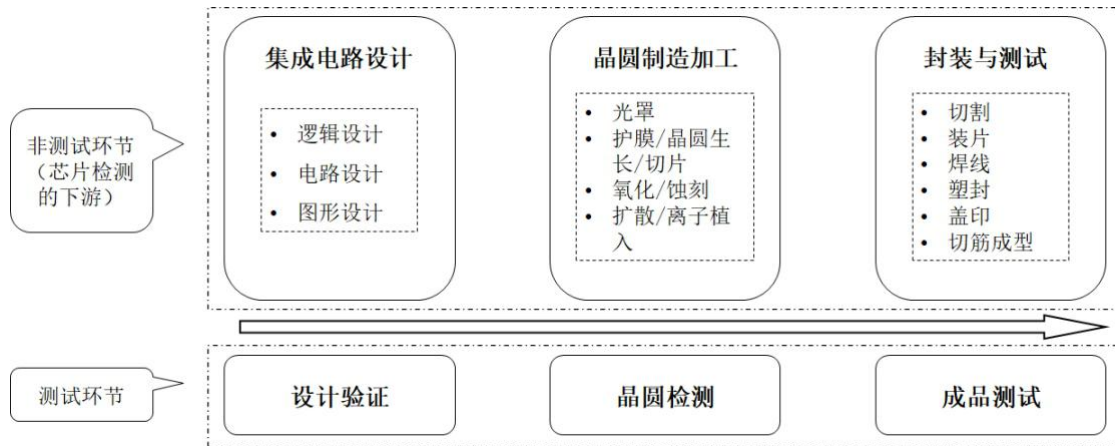 非测试环节
（芯片检测
的下游）
集成电路设计
• 逻辑设计
• 电路设计
• 图形设计
晶圆制造加工
• 光罩
• 护膜/晶圆生
长/切片
• 氧化/蚀刻
• 扩散/离子植
入
封装与测试
• 切割
• 装片
• 焊线
• 塑封
• 盖印
• 切筋成型
测试环节
设计验证
晶圆检测
成品测试